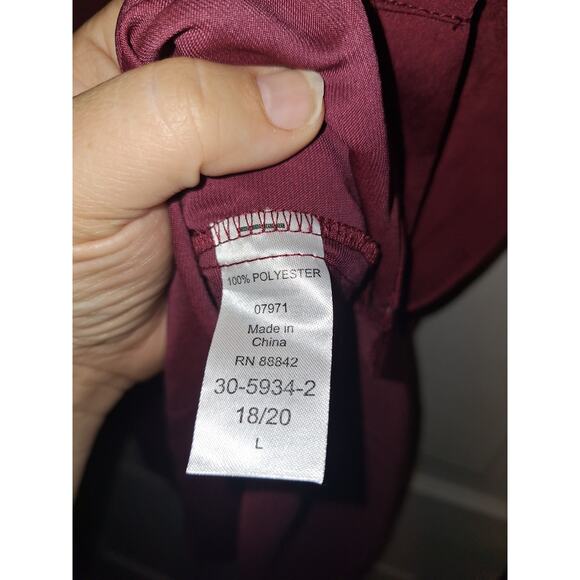 100% POLYESTER
07971
Made in
China
RN 88842
30-5934-2
18/20
L